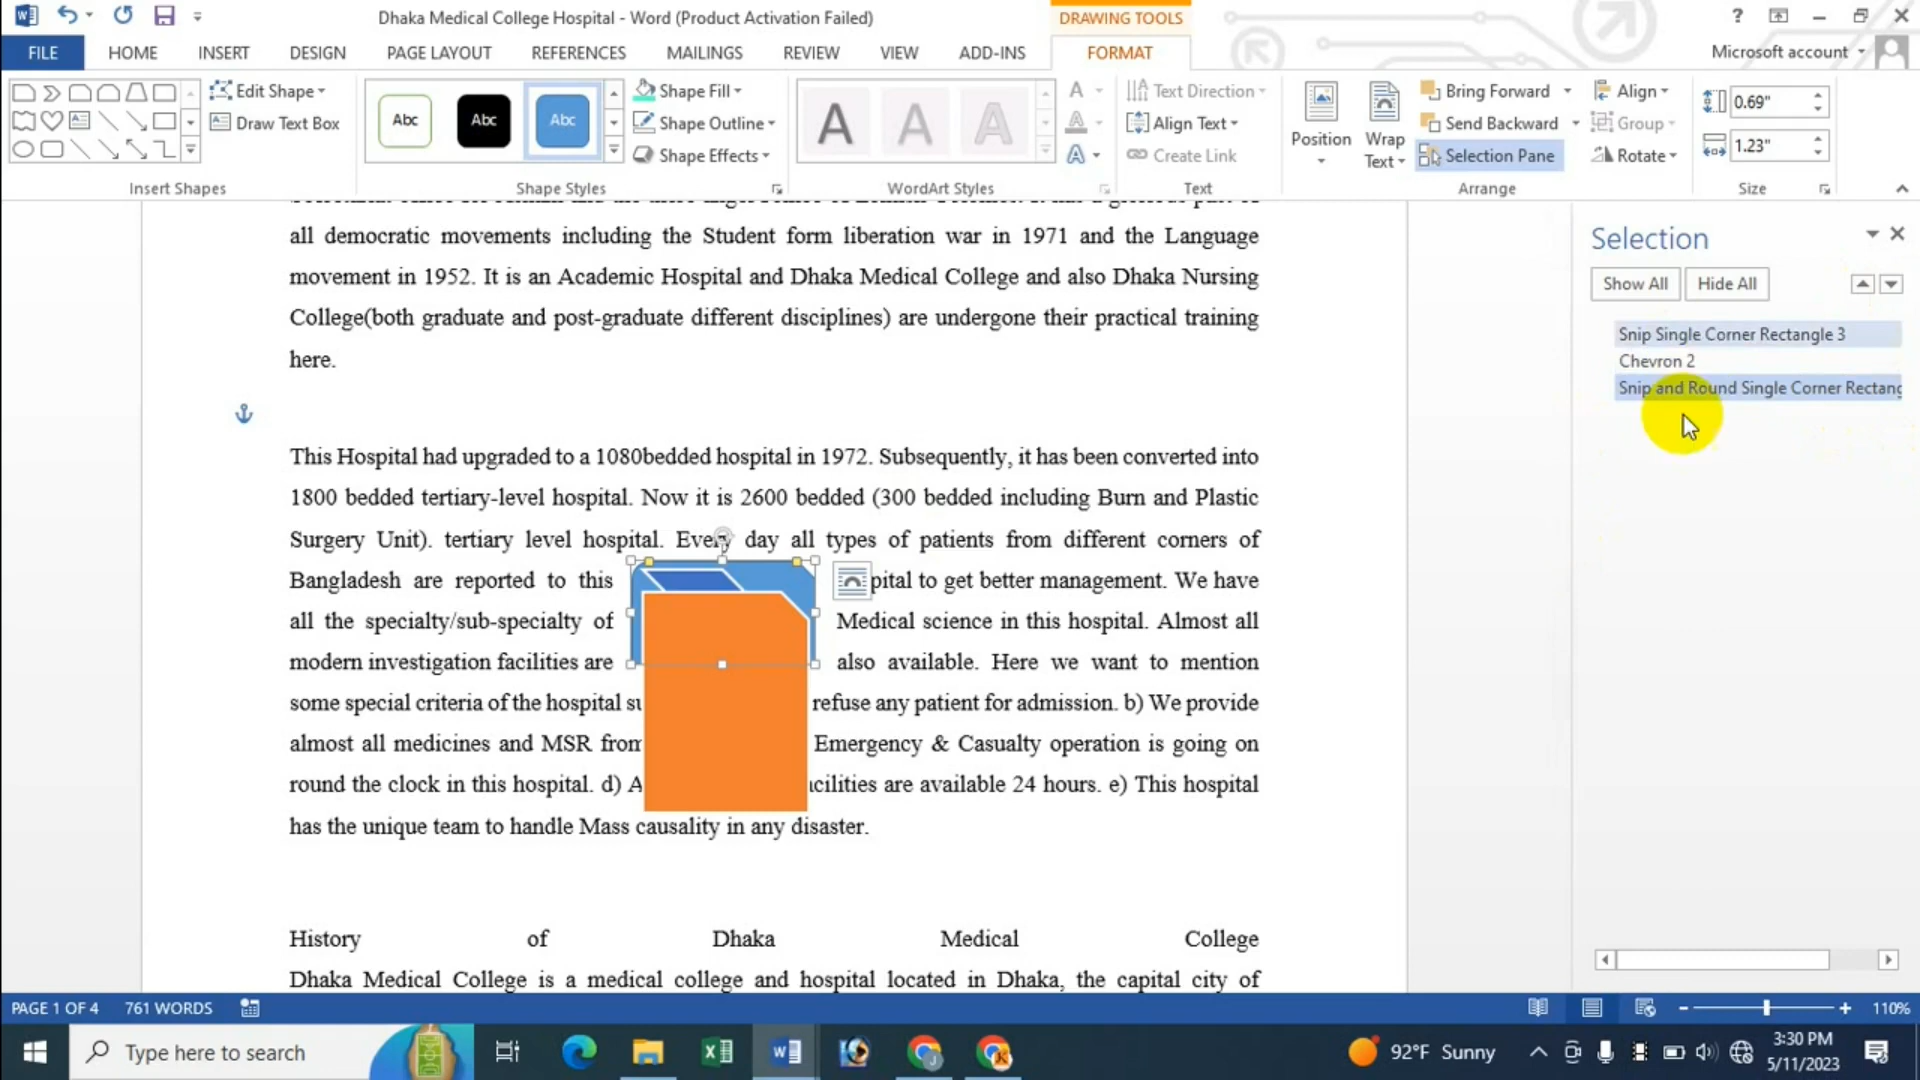 Dhaka Medical College Hospital - Word (Product Activation Failed)
DRAWING TOOLS
?
FILE HOME INSERT DESIGN PAGE LAYOUT REFERENCES MAILINGS REVIEW VIEW ADD-INS FORMAT
Microsoft account
Edit Shape
Draw Text Box
Insert Shapes
Abc Abc Abc
Shape Fill
Shape Outline
Shape Effects
Shape Styles
A A A
WordArt Styles
Text Direction
Align Text
Create Link
Text
Position
Wrap
Text
Bring Forward
Send Backward
Selection Pane
Align
Group
Rotate
Arrange
0.69"
1.23"
Size
all democratic movements including the Student form liberation war in 1971 and the Language
movement in 1952. It is an Academic Hospital and Dhaka Medical College and also Dhaka Nursing
College(both graduate and post-graduate different disciplines) are undergone their practical training
here.
This Hospital had upgraded to a 1080bedded hospital in 1972. Subsequently, it has been converted into
1800 bedded tertiary-level hospital. Now it is 2600 bedded (300 bedded including Burn and Plastic
Surgery Unit). tertiary level hospital. Every day all types of patients from different corners of
Bangladesh are reported to this pital to get better management. We have
all the specialty/sub-specialty of Medical science in this hospital. Almost all
modern investigation facilities are also available. Here we want to mention
some special criteria of the hospital su refuse any patient for admission. b) We provide
almost all medicines and MSR from Emergency & Casualty operation is going on
round the clock in this hospital. d) A cilities are available 24 hours. e) This hospital
has the unique team to handle Mass causality in any disaster.
History of Dhaka Medical College
Dhaka Medical College is a medical college and hospital located in Dhaka, the capital city of
Selection
Show All Hide All
Snip Single Corner Rectangle 3
Chevron 2
Snip and Round Single Corner Rectang
PAGE 1 OF 4 761 WORDS
110%
Type here to search
92°F Sunny
3:30 PM
5/11/2023